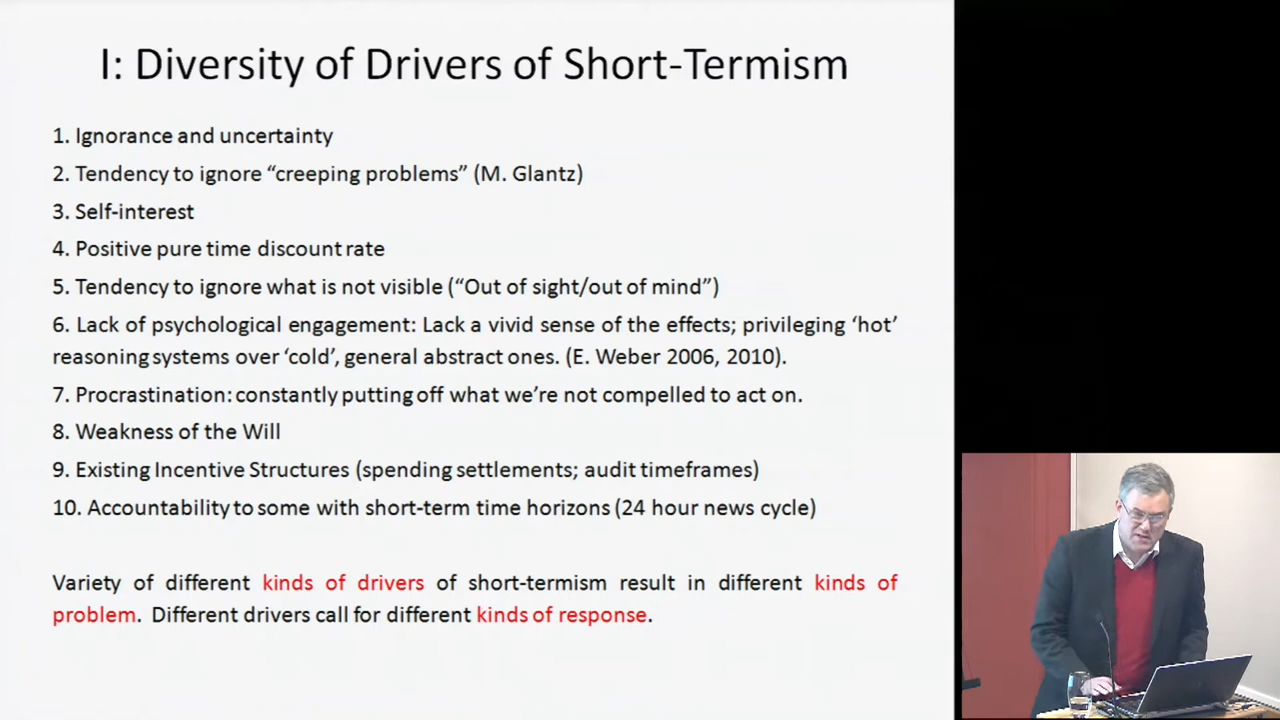 I: Diversity of Drivers of Short-Termism
1. Ignorance and uncertainty
2. Tendency to ignore “creeping problems” (M. Glantz)
3. Self-interest
4. Positive pure time discount rate
5. Tendency to ignore what is not visible (“Out of sight/out of mind”)
6. Lack of psychological engagement: Lack a vivid sense of the effects; privileging ‘hot’
reasoning systems over ‘cold’, general abstract ones. (E. Weber 2006, 2010).
7. Procrastination: constantly putting off what we’re not compelled to act on.
8. Weakness of the Will
9. Existing Incentive Structures (spending settlements; audit timeframes)
10. Accountability to some with short-term time horizons (24 hour news cycle)
Variety of different kinds of drivers of short-termism result in different kinds of
problem. Different drivers call for different kinds of response.